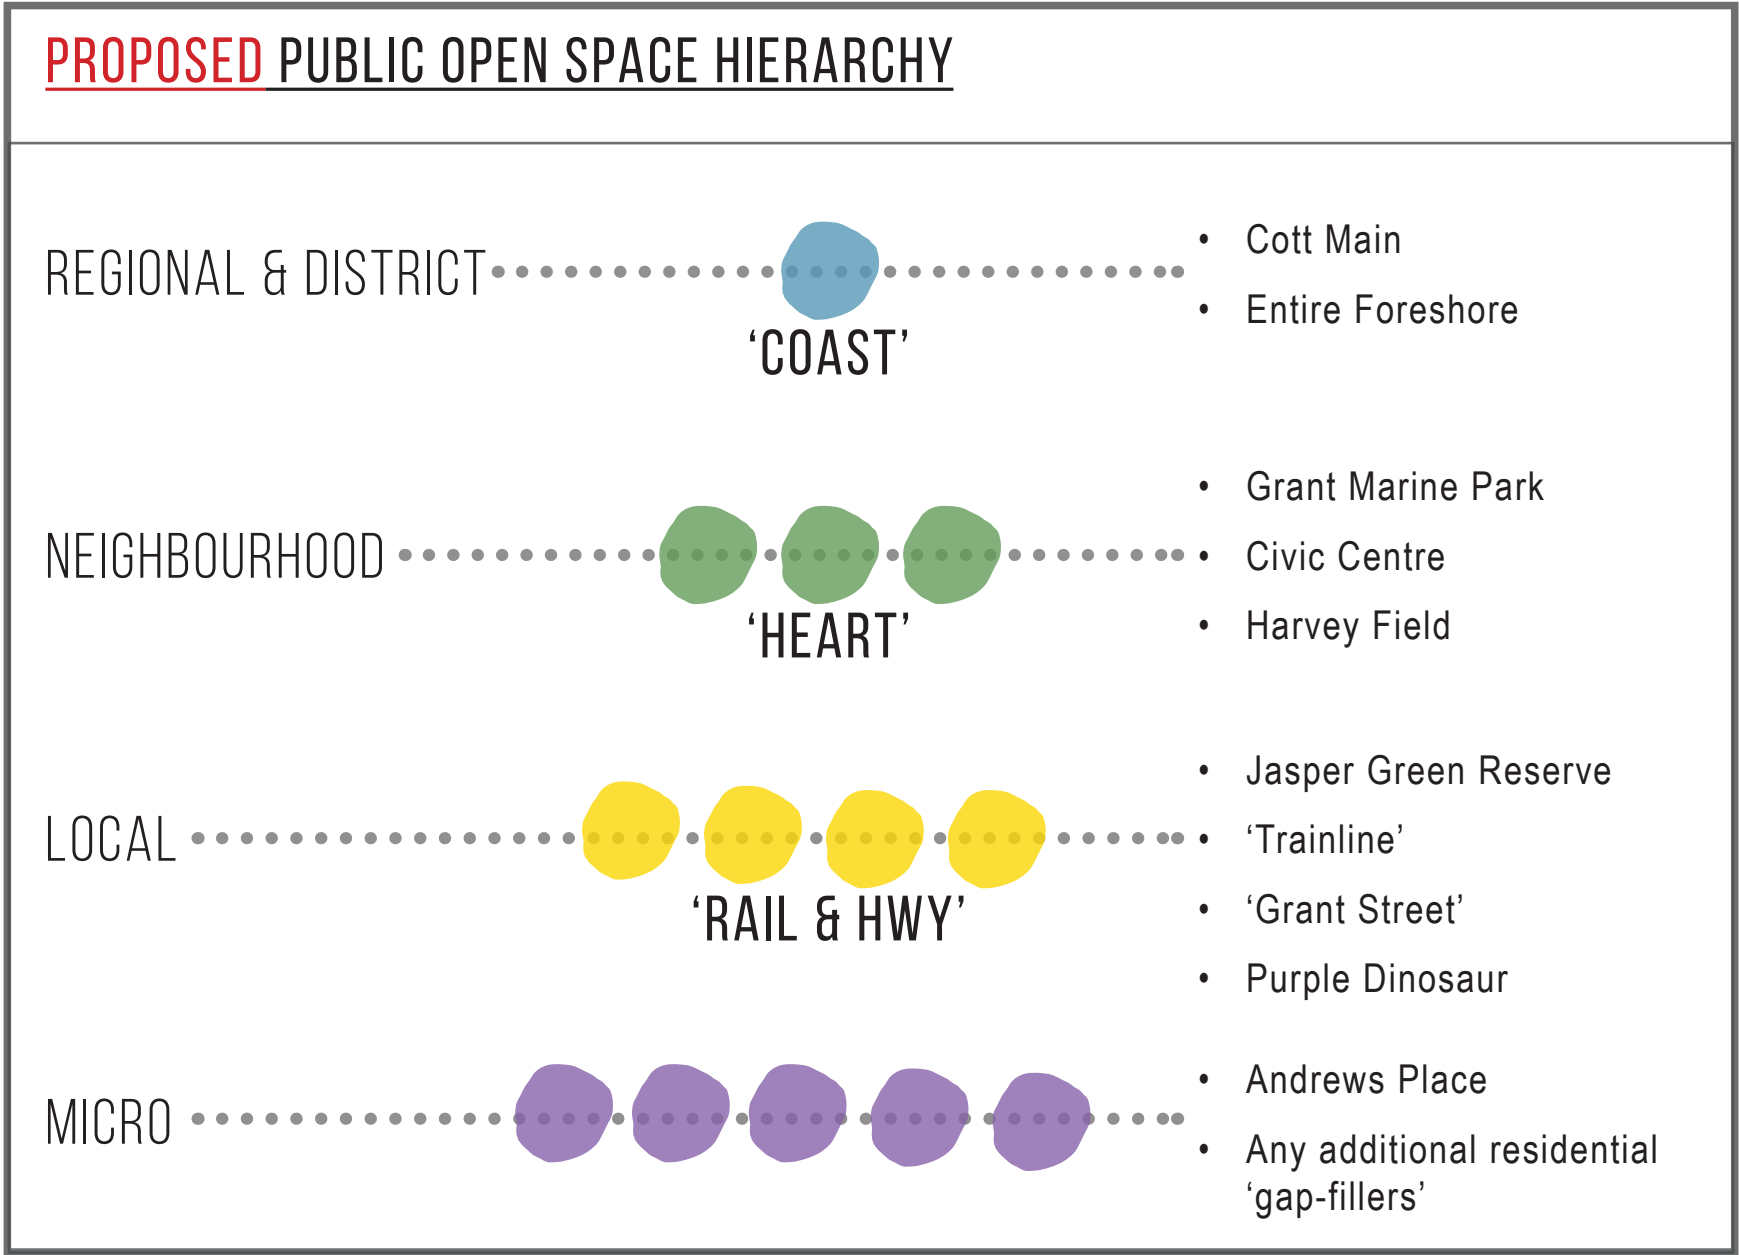 PROPOSED PUBLIC OPEN SPACE HIERARCHY
REGIONAL & DISTRICT
‘COAST’
• Cott Main
• Entire Foreshore
NEIGHBOURHOOD
‘HEART’
• Grant Marine Park
• Civic Centre
• Harvey Field
LOCAL
‘RAIL & HWY’
• Jasper Green Reserve
• ‘Trainline’
• ‘Grant Street’
• Purple Dinosaur
MICRO
• Andrews Place
• Any additional residential
‘gap-fillers’